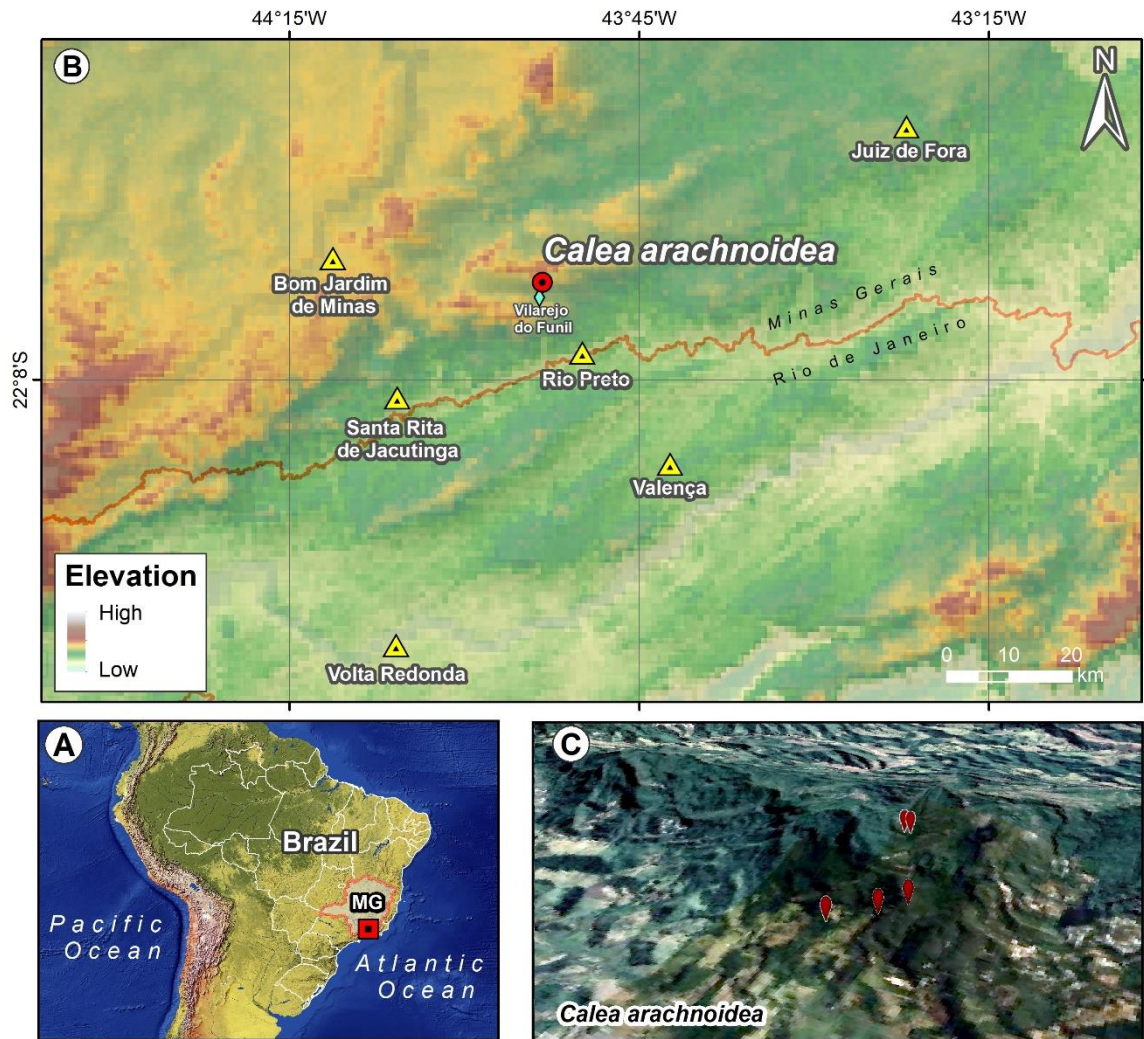 44°15'W
43°45'W
43°15'W
B
N
Juiz de Fora
Calea arachnoidea
Bom Jardim
de Minas
Vilarejo
do Funil
Minas Gerais
Rio de Janeiro
22°8'S
Rio Preto
Santa Rita
de Jacutinga
Valença
Elevation
High
Low
Volta Redonda
0 10 20
km
A
Brazil
MG
Pacific
Ocean
Atlantic
Ocean
C
Calea arachnoidea